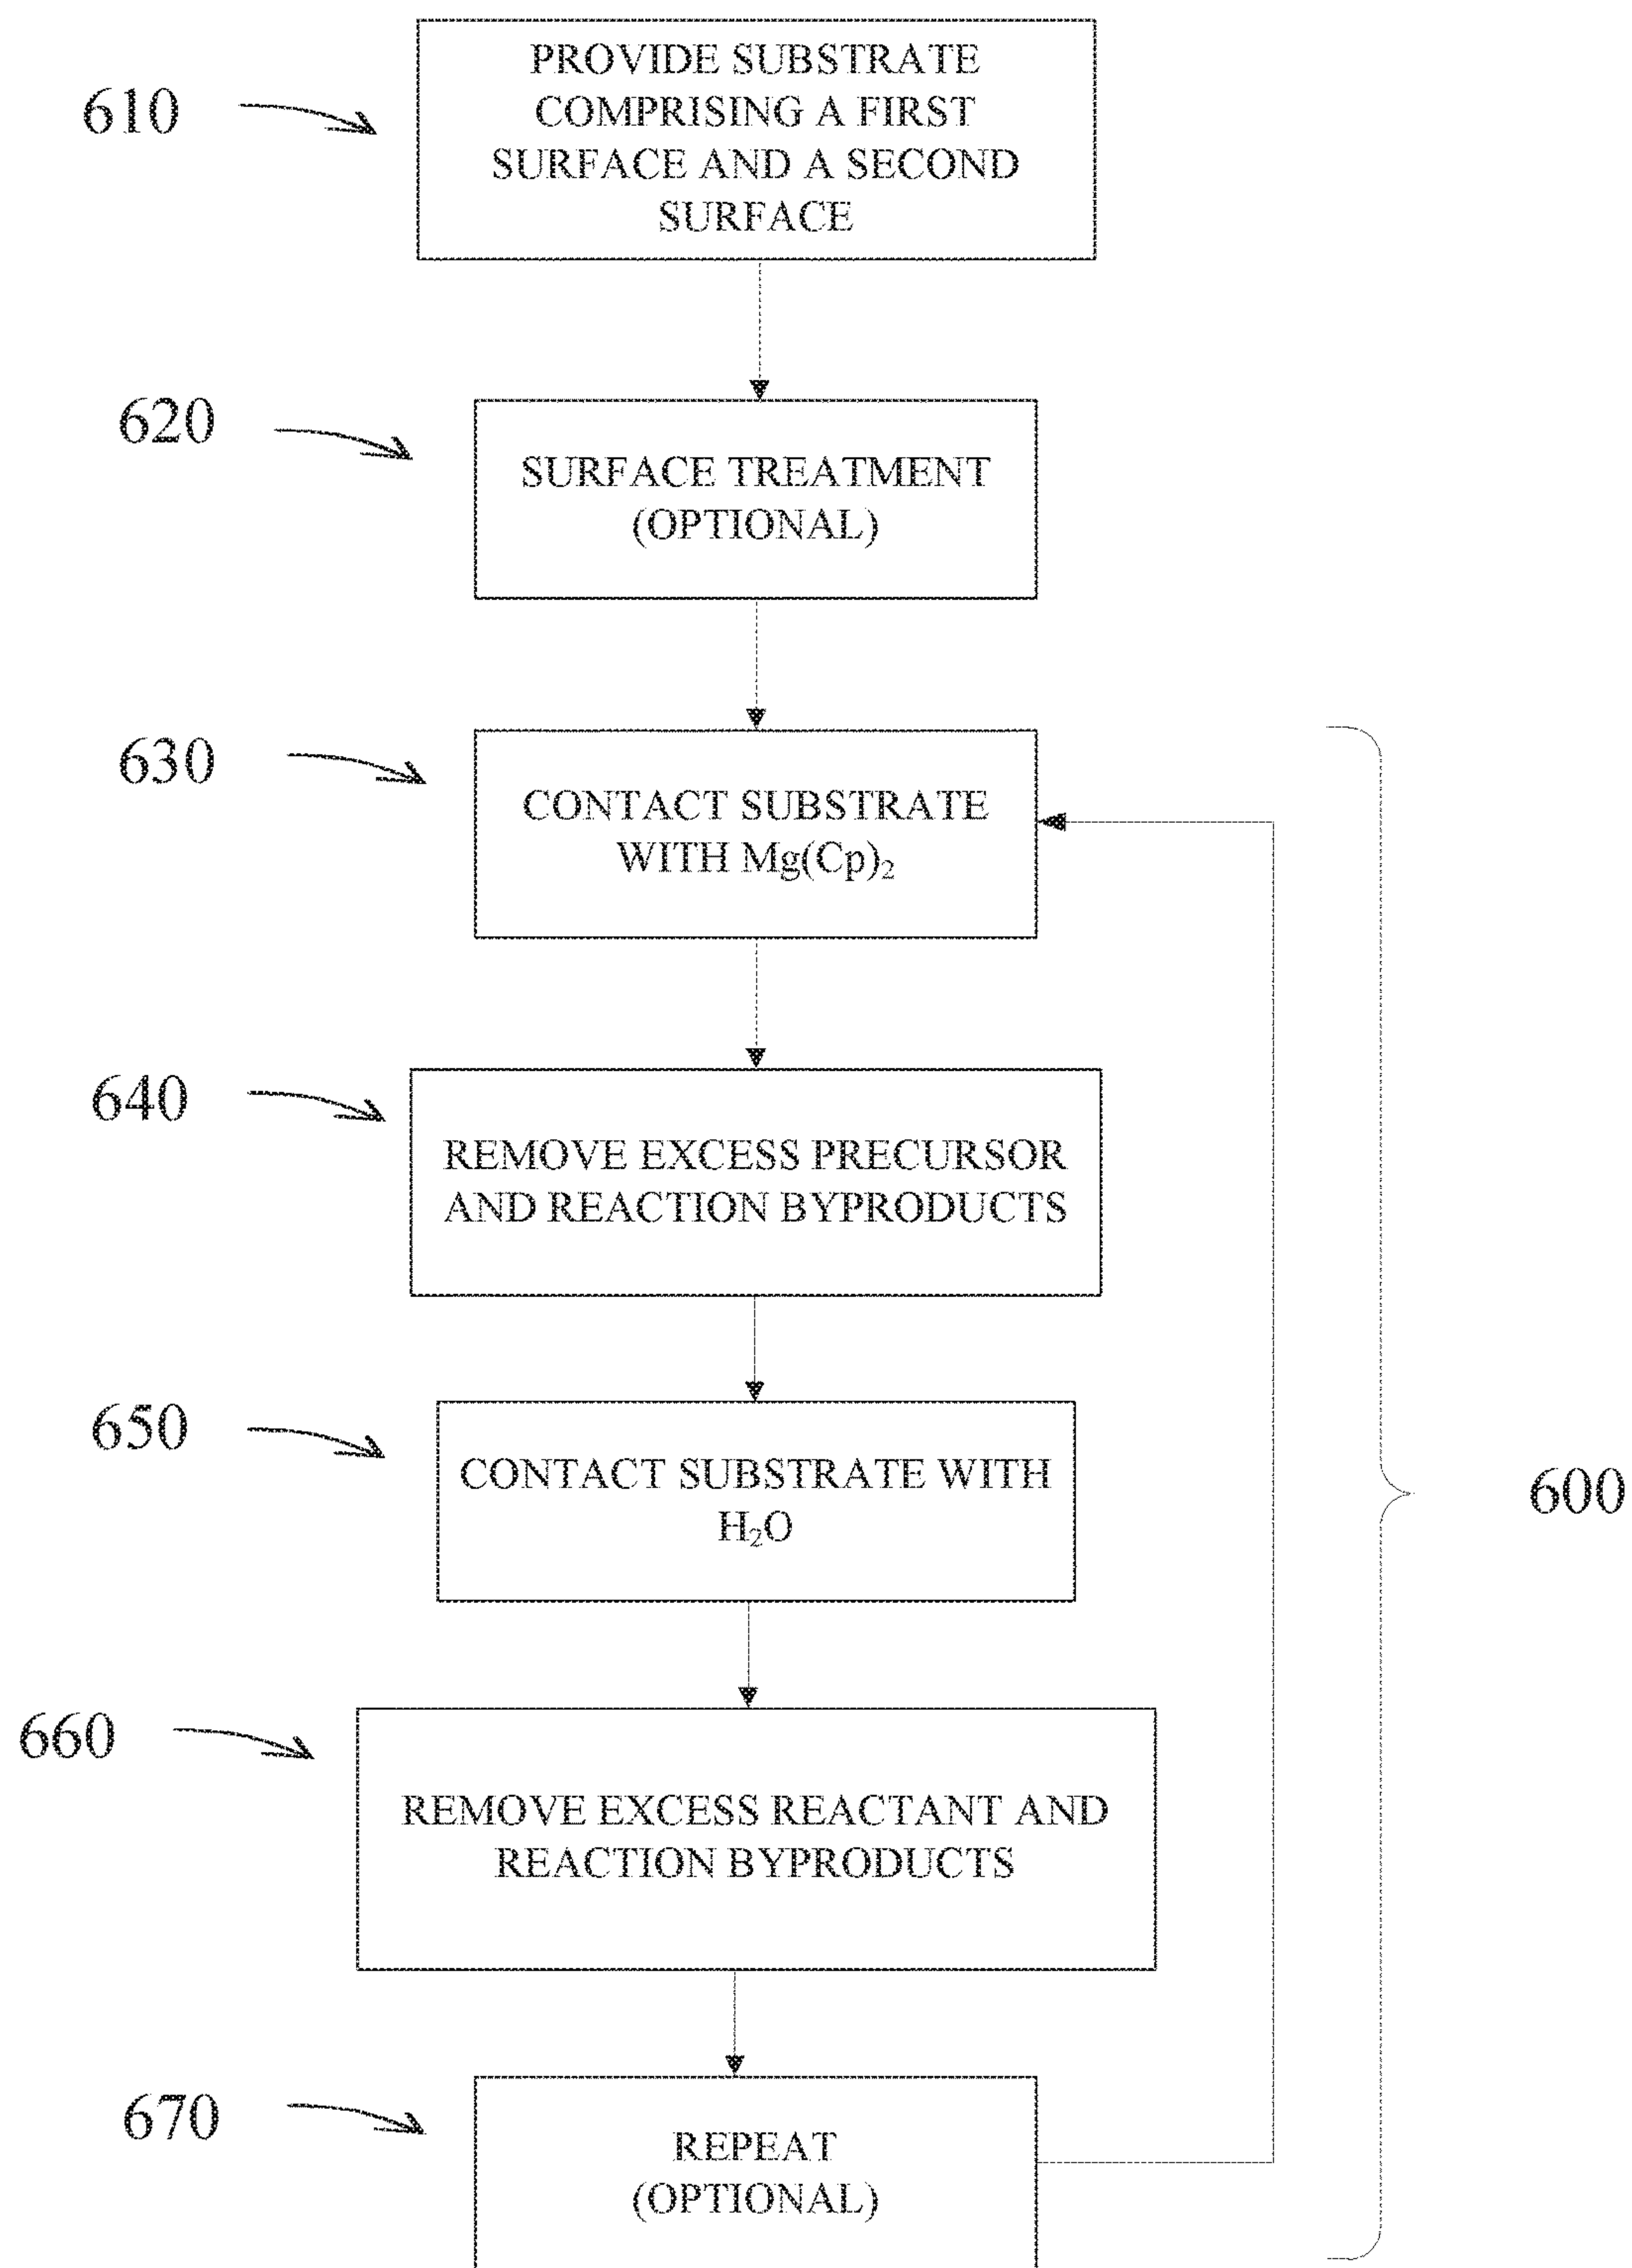 610
PROVIDE SUBSTRATE
COMPRISING A FIRST
SURFACE AND A SECOND
SURFACE
620
SURFACE TREATMENT
(OPTIONAL)
630
CONTACT SUBSTRATE
WITH Mg(Cp)₂
640
REMOVE EXCESS PRECURSOR
AND REACTION BYPRODUCTS
650
CONTACT SUBSTRATE WITH
H₂O
600
660
REMOVE EXCESS REACTANT AND
REACTION BYPRODUCTS
670
REPEAT
(OPTIONAL)